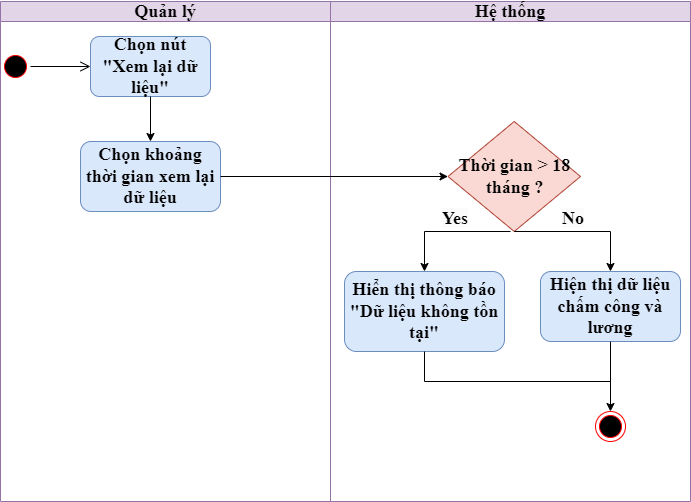 Quản lý
Hệ thống
Chọn nút
"Xem lại dữ
liệu"
Chọn khoảng
thời gian xem lại
dữ liệu
Thời gian > 18
tháng ?
Yes
No
Hiển thị thông báo
"Dữ liệu không tồn
tại"
Hiện thị dữ liệu
chấm công và
lương